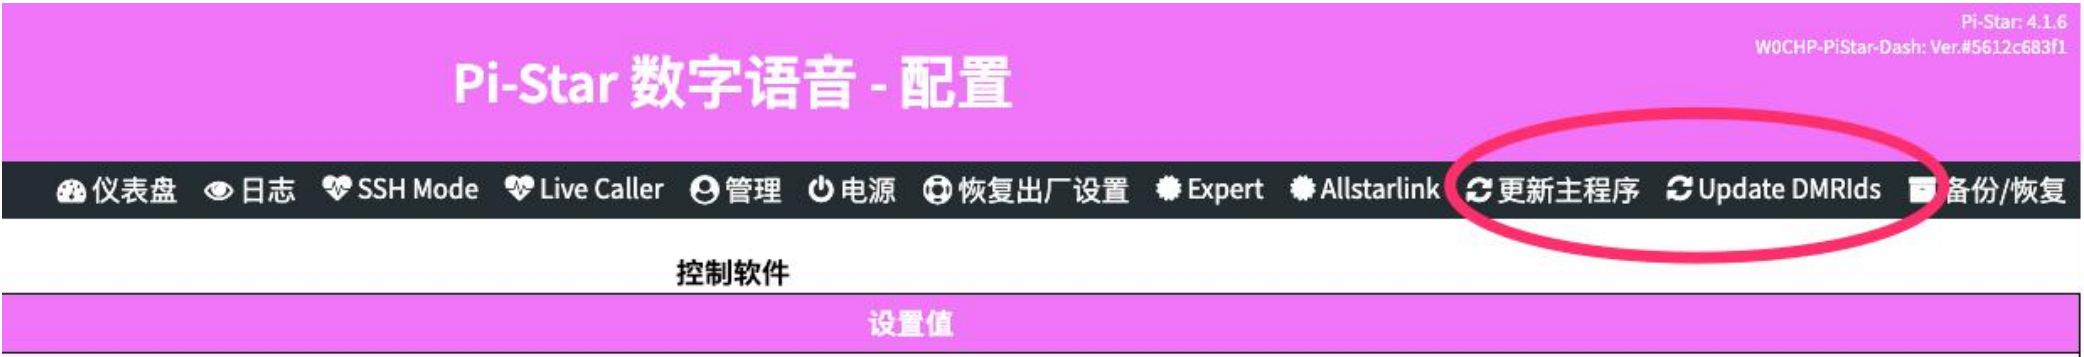 Pi-Star: 4.1.6
W0CHP-PiStar-Dash: Ver.#5612c683f1
Pi-Star 数字语音 - 配置
仪表盘 日志 SSH Mode Live Caller 管理 电源 恢复出厂设置 Expert Allstarlink 更新主程序 Update DMRIds 备份/恢复
控制软件
设置值